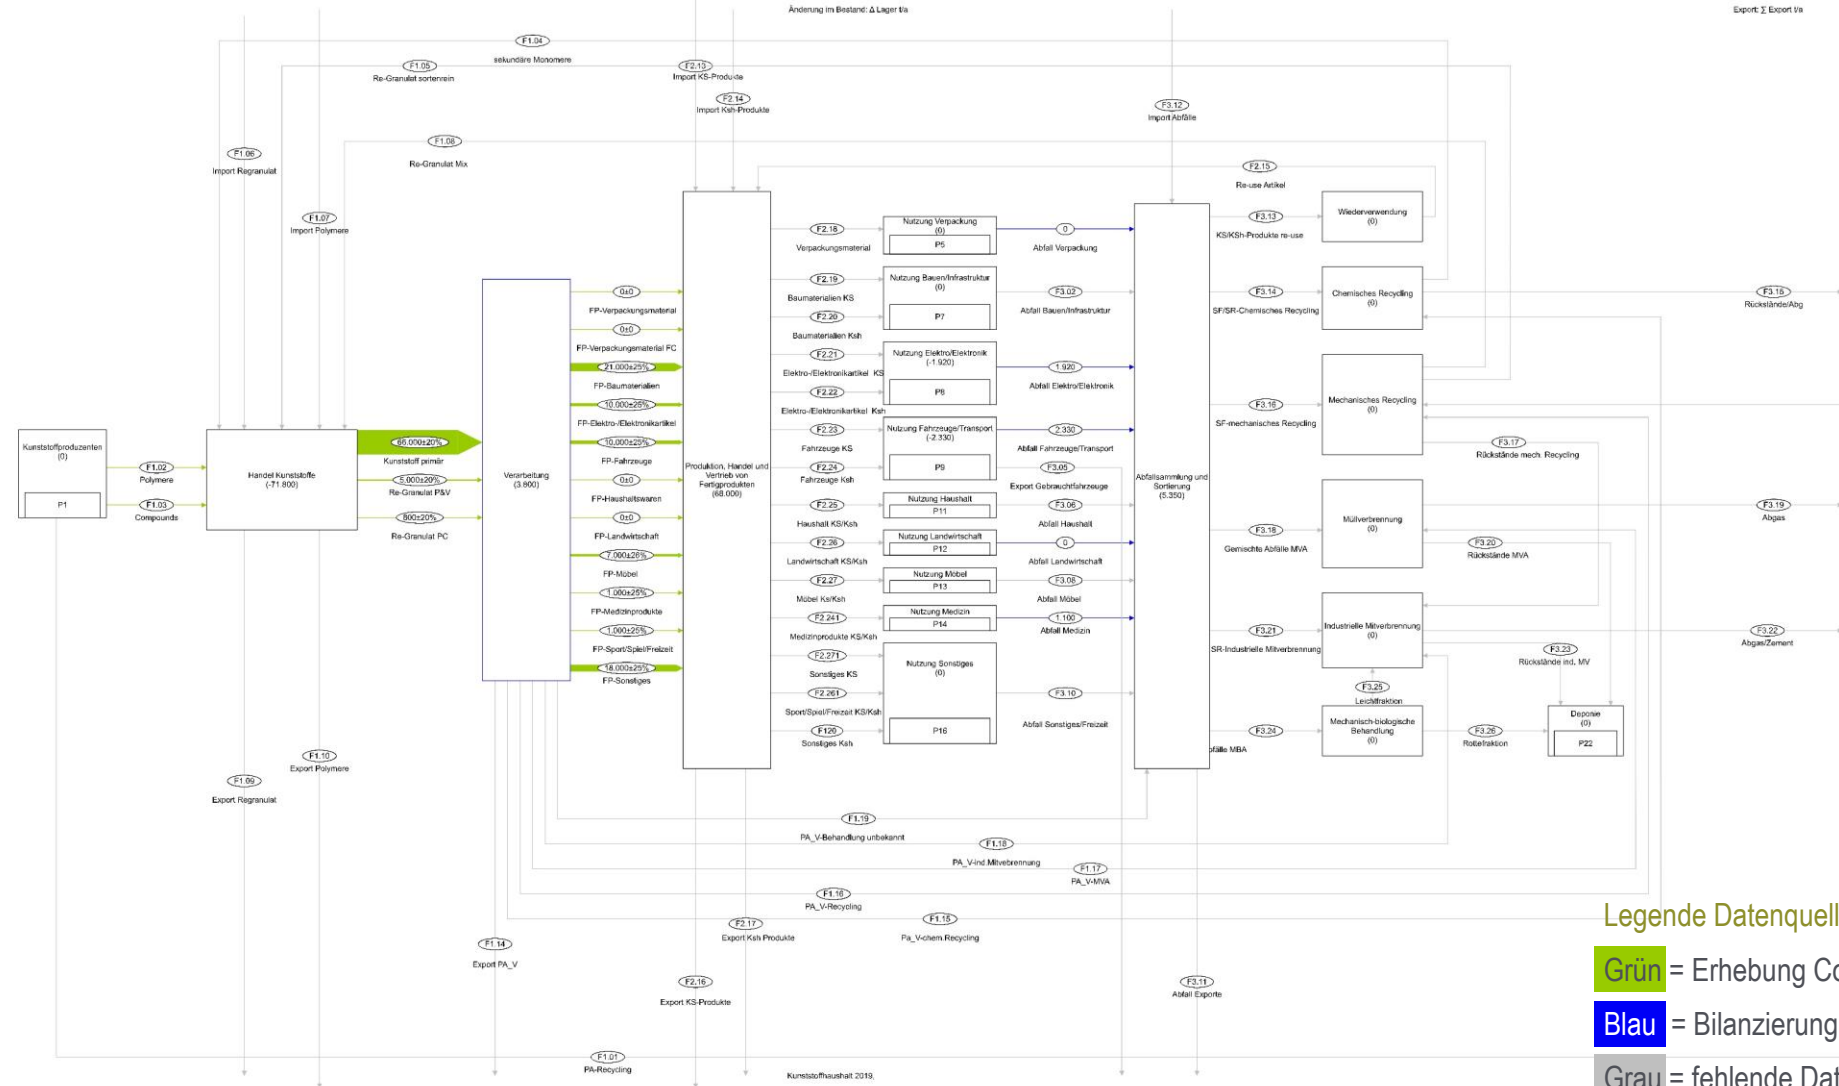 Änderung im Bestand: Δ Lager t/a
Export: Σ Export t/a
F1.04
sekundäre Monomere
F1.05
Re-Granulat sortenrein
F2.13
Import KS-Produkte
F2.14
Import Ksh-Produkte
F3.12
Import Abfälle
F1.06
Import Regranulat
F1.08
Re-Granulat Mix
F1.07
Import Polymere
F2.15
Re-use Artikel
Kunststoffproduzenten
(0)
P1
F1.02
Polymere
F1.03
Compounds
Handel Kunststoffe
(-71.800)
66.000±20%
Kunststoff primär
5.000±20%
Re-Granulat P&V
800±20%
Re-Granulat PC
Verarbeitung
(3.800)
0±0
FP-Verpackungsmaterial
0±0
FP-Verpackungsmaterial FC
21.000±25%
FP-Baumaterialien
10.000±25%
FP-Elektro-/Elektronikartikel
10.000±25%
FP-Fahrzeuge
0±0
FP-Haushaltswaren
0±0
FP-Landwirtschaft
7.000±26%
FP-Möbel
1.000±25%
FP-Medizinprodukte
1.000±25%
FP-Sport/Spiel/Freizeit
18.000±25%
FP-Sonstiges
Produktion, Handel und
Vertrieb von
Fertigprodukten
(68.000)
F2.18
Verpackungsmaterial
F2.19
Baumaterialien KS
F2.20
Baumaterialien Ksh
F2.21
Elektro-/Elektronikartikel KS
F2.22
Elektro-/Elektronikartikel Ksh
F2.23
Fahrzeuge KS
F2.24
Fahrzeuge Ksh
F2.25
Haushalt KS/Ksh
F2.26
Landwirtschaft KS/Ksh
F2.27
Möbel Ks/Ksh
F2.241
Medizinprodukte KS/Ksh
F2.271
Sonstiges KS
F2.261
Sport/Spiel/Freizeit KS/Ksh
F120
Sonstiges Ksh
Nutzung Verpackung
(0)
P5
Nutzung Bauen/Infrastruktur
(0)
P7
Nutzung Elektro/Elektronik
(-1.920)
P8
Nutzung Fahrzeuge/Transport
(-2.330)
P9
Nutzung Haushalt
P11
Nutzung Landwirtschaft
P12
Nutzung Möbel
P13
Nutzung Medizin
P14
Nutzung Sonstiges
(0)
P16
0
Abfall Verpackung
F3.02
Abfall Bauen/Infrastruktur
1.920
Abfall Elektro/Elektronik
2.330
Abfall Fahrzeuge/Transport
F3.05
Export Gebrauchtfahrzeuge
F3.06
Abfall Haushalt
0
Abfall Landwirtschaft
F3.08
Abfall Möbel
1.100
Abfall Medizin
F3.10
Abfall Sonstiges/Freizeit
Abfallsammlung und
Sortierung
(5.350)
F3.13
KS/KSh-Produkte re-use
F3.14
SF/SR-Chemisches Recycling
F3.16
SF-mechanisches Recycling
F3.18
Gemischte Abfälle MVA
F3.21
SR-Industrielle Mitverbrennung
F3.24
fälle MBA
Wiederverwendung
(0)
Chemisches Recycling
(0)
F3.15
Rückstände/Abg
Mechanisches Recycling
(0)
F3.17
Rückstände mech. Recycling
Müllverbrennung
(0)
F3.19
Abgas
F3.20
Rückstände MVA
Industrielle Mitverbrennung
(0)
F3.22
Abgas/Zement
F3.23
Rückstände ind. MV
F3.25
Leichtfraktion
Mechanisch-biologische
Behandlung
(0)
F3.26
Rottefraktion
Deponie
(0)
P22
F1.10
Export Polymere
F1.09
Export Regranulat
F1.19
PA_V-Behandlung unbekannt
F1.18
PA_V-ind.Mitvebrennung
F1.17
PA_V-MVA
F1.16
PA_V-Recycling
F1.15
Pa_V-chem.Recycling
F2.17
Export Ksh Produkte
F1.14
Export PA_V
F2.16
Export KS-Produkte
F3.11
Abfall Exporte
F1.01
PA-Recycling
Kunststoffhaushalt 2019,
Legende Datenquell
Grün = Erhebung Co
Blau = Bilanzierung
Grau = fehlende Dat